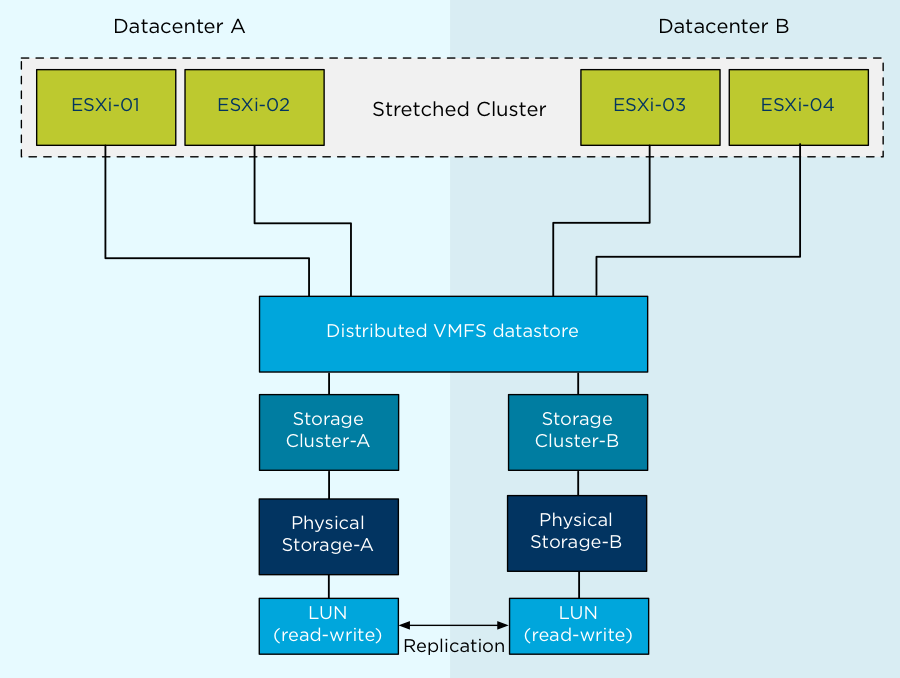 Datacenter A
Datacenter B
ESXi-01
ESXi-02
Stretched Cluster
ESXi-03
ESXi-04
Distributed VMFS datastore
Storage
Cluster-A
Storage
Cluster-B
Physical
Storage-A
Physical
Storage-B
LUN
(read-write)
Replication
LUN
(read-write)